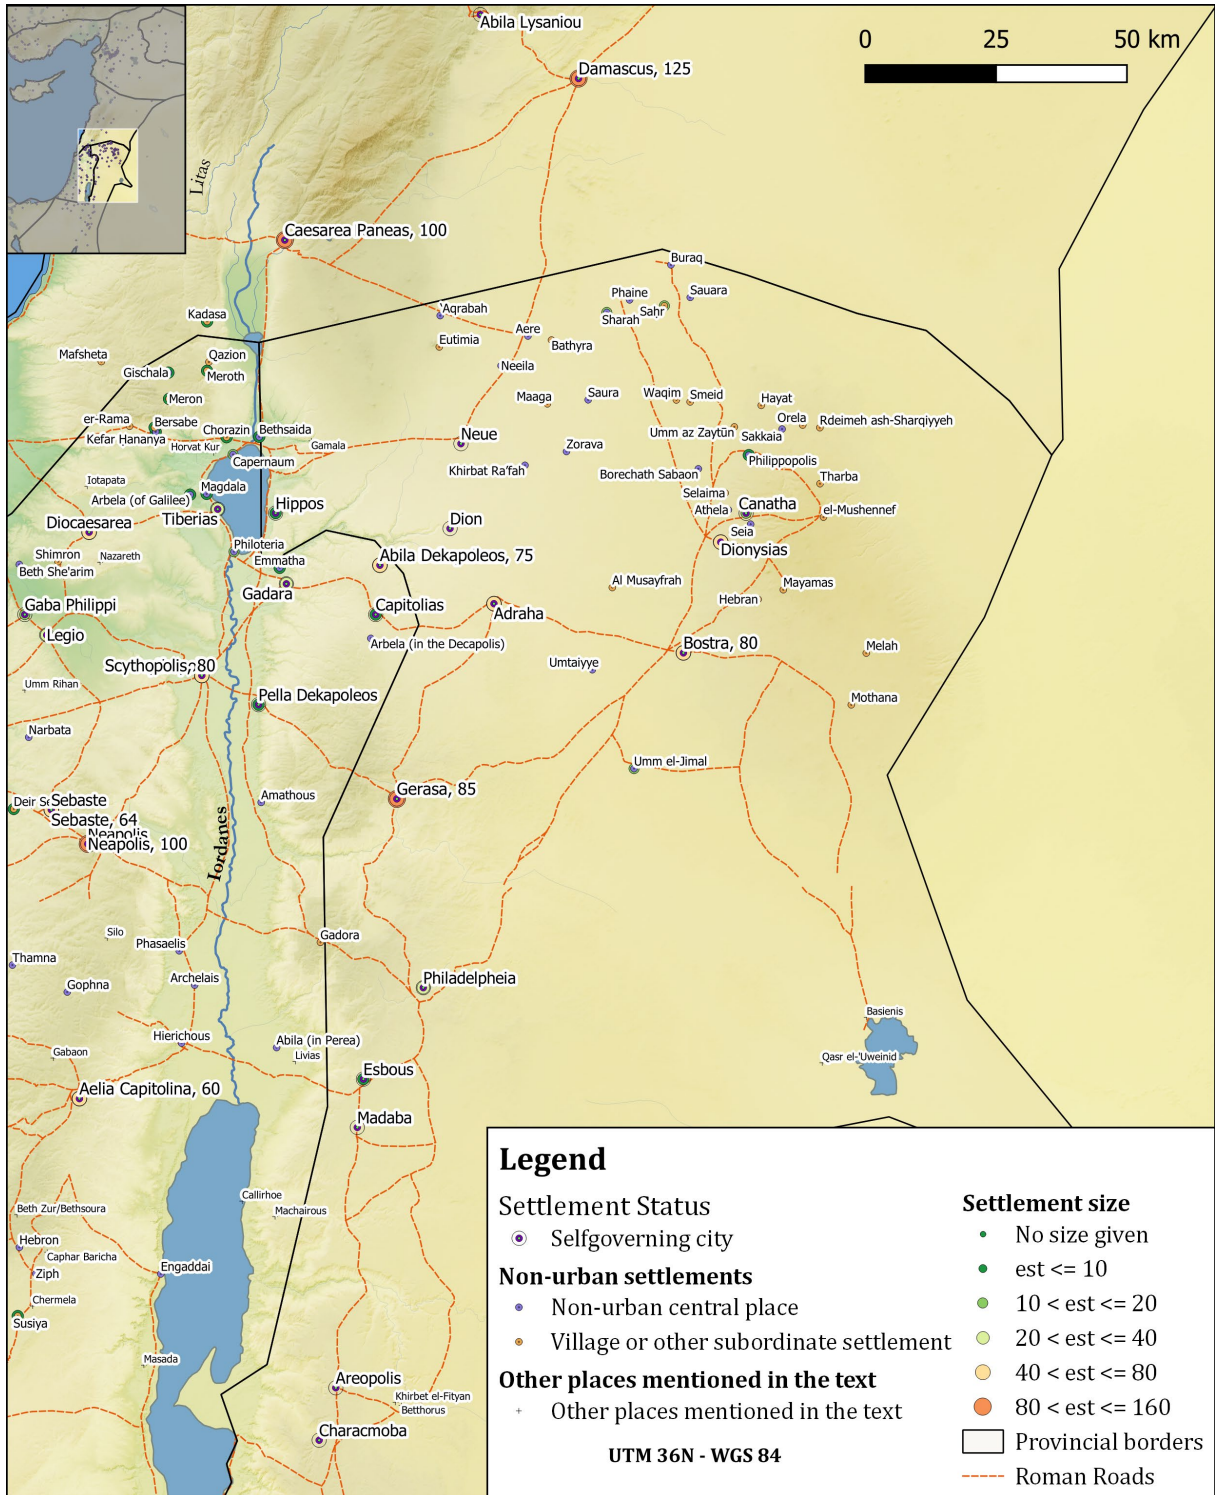 Abila Lysaniou
0 25 50 km
Damascus, 125
Litas
Caesarea Paneas, 100
Buraq
Phaine
Sauara
'Aqrabah
Sahr
Sharah
Kadasa
Aere
Eutimia
Bathyra
Mafsheta
Qazion
Gischala
Meroth
Neeila
Maaga
Saura
Waqim
Smeid
Hayat
Meron
er-Rama
Bersabe
Chorazin
Bethsaida
Orela
Rdeimeh ash-Sharqiyyeh
Kefar Hananya
Horvat Kur
Gamala
Neue
Zorava
Umm az Zaytūn
Sakkaia
Capernaum
Khirbat Ra'fah
Borechath Sabaon
Philippopolis
Iotapata
Magdala
Tharba
Arbela (of Galilee)
Selaima
Hippos
Athela
Canatha
el-Mushennef
Diocaesarea
Tiberias
Dion
Seia
Philoteria
Dionysias
Shimron
Nazareth
Emmatha
Abila Dekapoleos, 75
Beth She'arim
Gadara
Al Musayfrah
Mayamas
Gaba Philippi
Capitolias
Adraha
Hebran
Legio
Arbela (in the Decapolis)
Bostra, 80
Melah
Scythopolis, 80
Umtaiyye
Umm Rihan
Pella Dekapoleos
Mothana
Narbata
Umm el-Jimal
Gerasa, 85
Amathous
Deir Se
Sebaste
Sebaste, 64
Neapolis
Neapolis, 100
Iordanes
Silo
Gadora
Phasaelis
Thamna
Archelais
Philadelpheia
Gophna
Basienis
Hierichous
Abila (in Perea)
Gabaon
Livias
Qasr el-'Uweinid
Esbous
Aelia Capitolina, 60
Madaba
Callirhoe
Beth Zur/Bethsoura
Machairous
Hebron
Caphar Baricha
Ziph
Engaddai
Chermela
Susiya
Masada
Areopolis
Khirbet el-Fityan
Betthorus
Characmoba
Legend
Settlement Status
Selfgoverning city
Non-urban settlements
Non-urban central place
Village or other subordinate settlement
Other places mentioned in the text
Other places mentioned in the text
UTM 36N - WGS 84
Settlement size
No size given
est <= 10
10 < est <= 20
20 < est <= 40
40 < est <= 80
80 < est <= 160
Provincial borders
Roman Roads